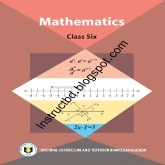 Mathematics
Class Six
Instructbd.blogspot.com
2x-1=5
NATIONAL CURRICULUM AND TEXTBOOK BOARD, BANGLADESH